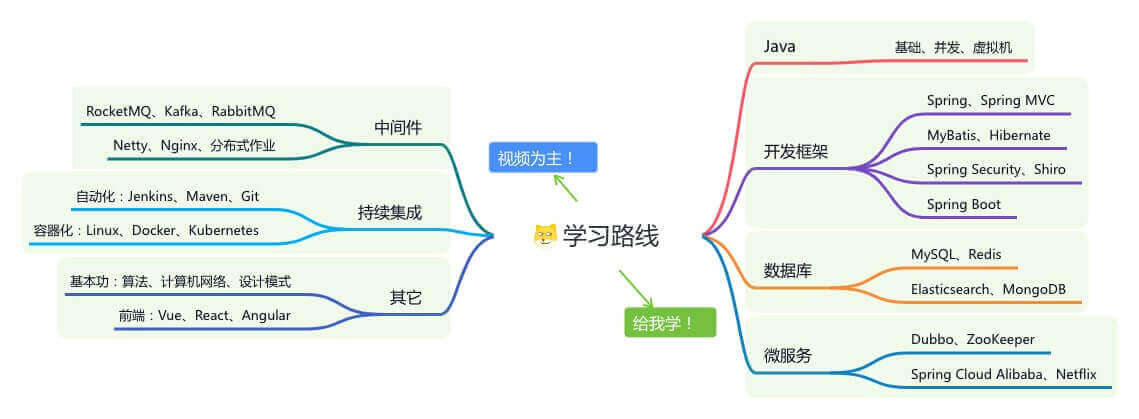 学习路线
视频为主！
给我学！
Java
基础、并发、虚拟机
开发框架
Spring、Spring MVC
MyBatis、Hibernate
Spring Security、Shiro
Spring Boot
数据库
MySQL、Redis
Elasticsearch、MongoDB
微服务
Dubbo、ZooKeeper
Spring Cloud Alibaba、Netflix
中间件
RocketMQ、Kafka、RabbitMQ
Netty、Nginx、分布式作业
持续集成
自动化：Jenkins、Maven、Git
容器化：Linux、Docker、Kubernetes
其它
基本功：算法、计算机网络、设计模式
前端：Vue、React、Angular